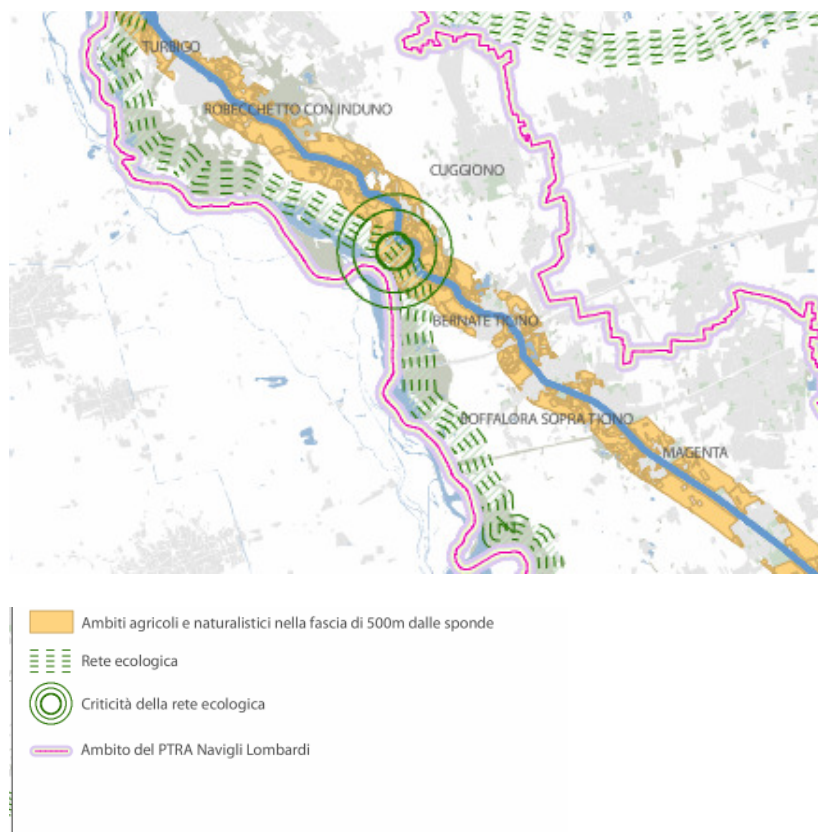 TURBIGO
ROBECCHETTO CON INDUNO
CUGGIONO
BERNATE TICINO
BOFFALORA SOPRA TICINO
MAGENTA
Ambiti agricoli e naturalistici nella fascia di 500m dalle sponde
Rete ecologica
Criticità della rete ecologica
Ambito del PTRA Navigli Lombardi